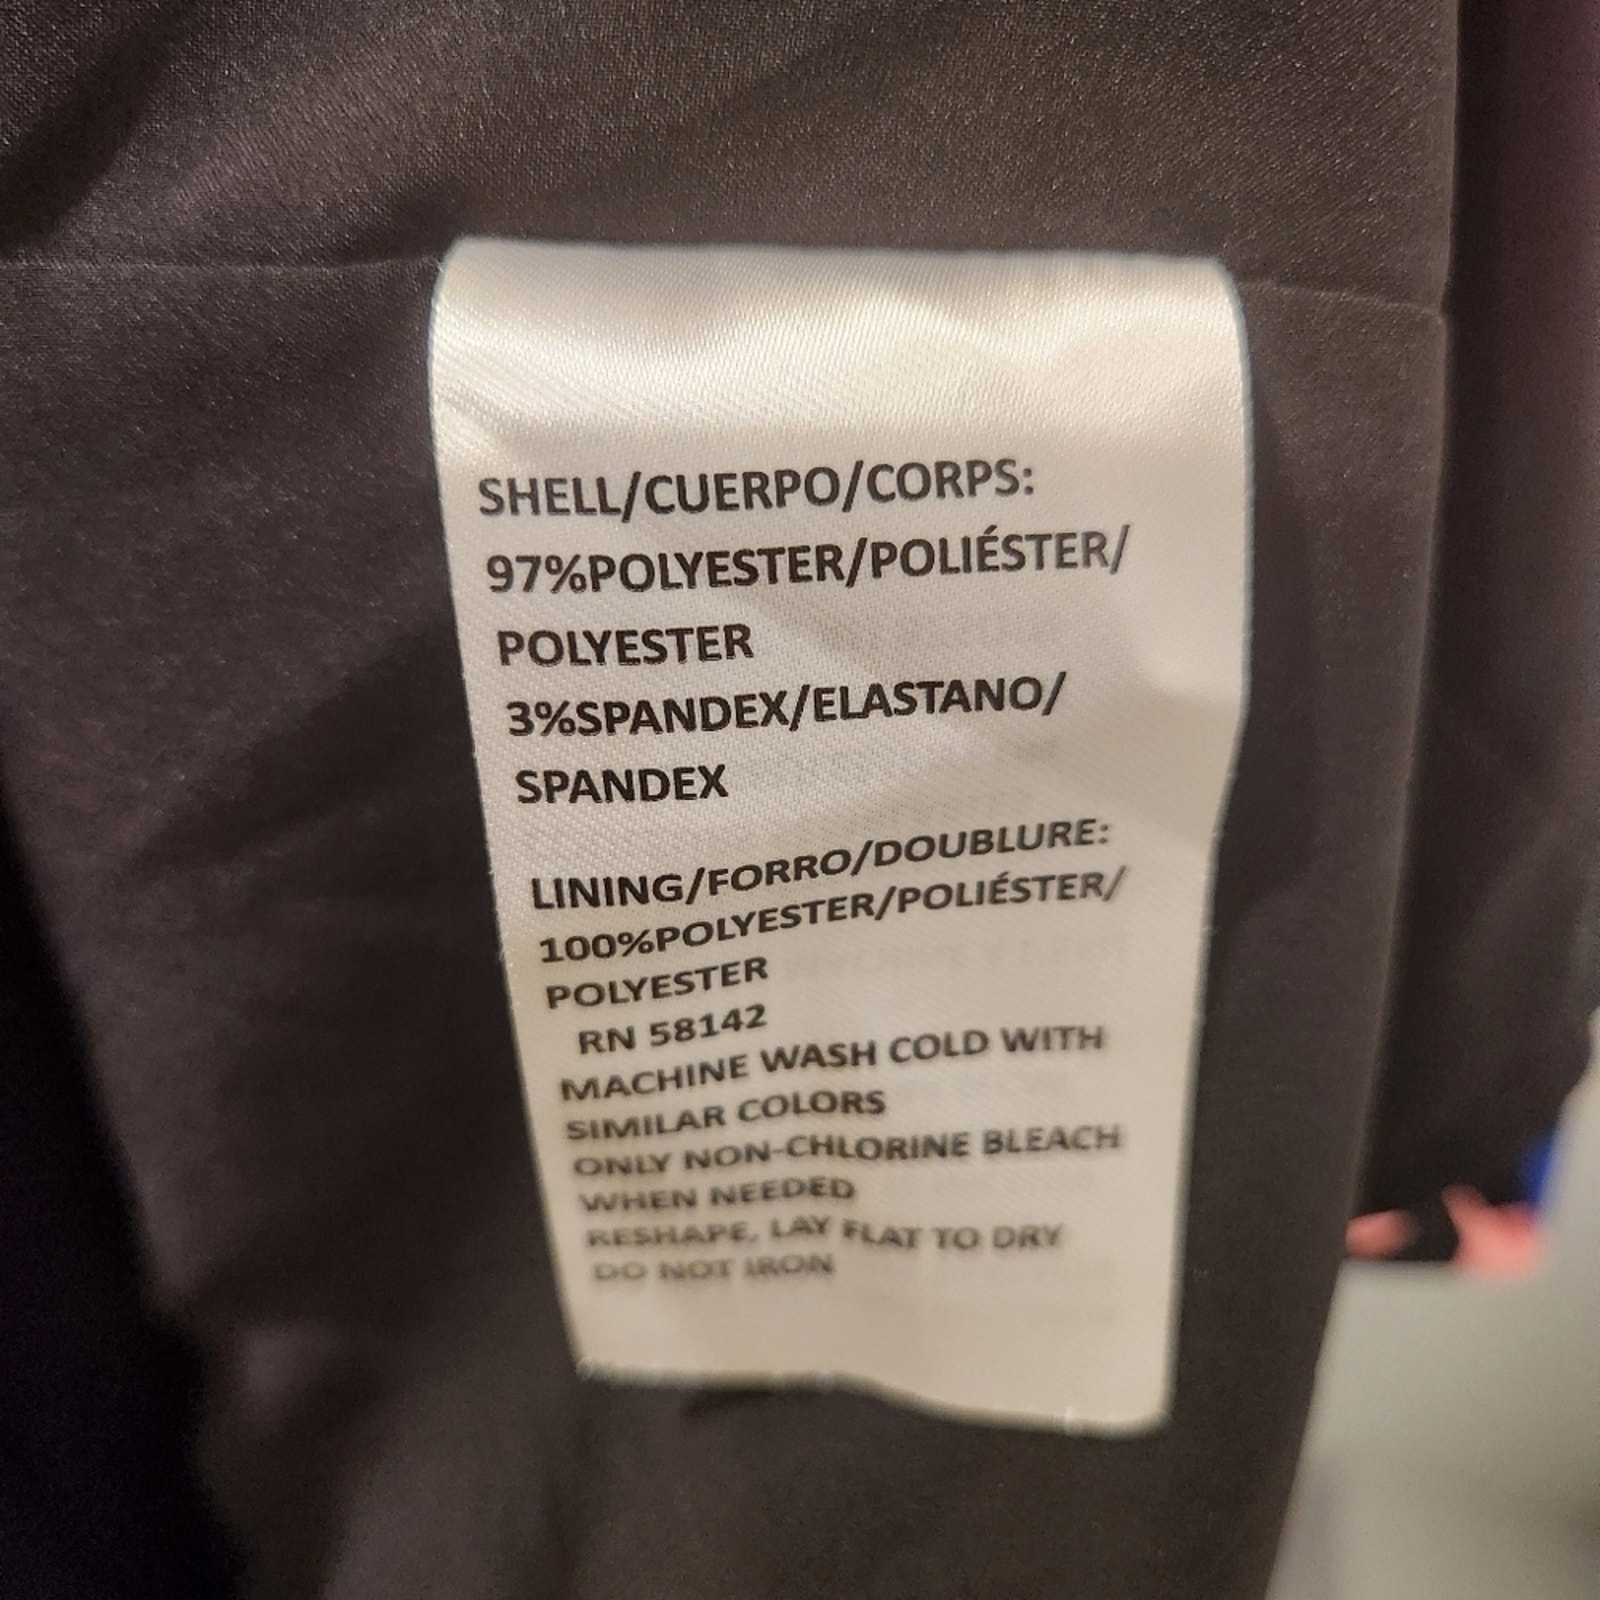 SHELL/CUERPO/CORPS:
97%POLYESTER/POLIÉSTER/
POLYESTER
3%SPANDEX/ELASTANO/
SPANDEX
LINING/FORRO/DOUBLURE:
100%POLYESTER/POLIÉSTER/
POLYESTER
RN 58142
MACHINE WASH COLD WITH
SIMILAR COLORS
ONLY NON-CHLORINE BLEACH
WHEN NEEDED
RESHAPE, LAY FLAT TO DRY
DO NOT IRON